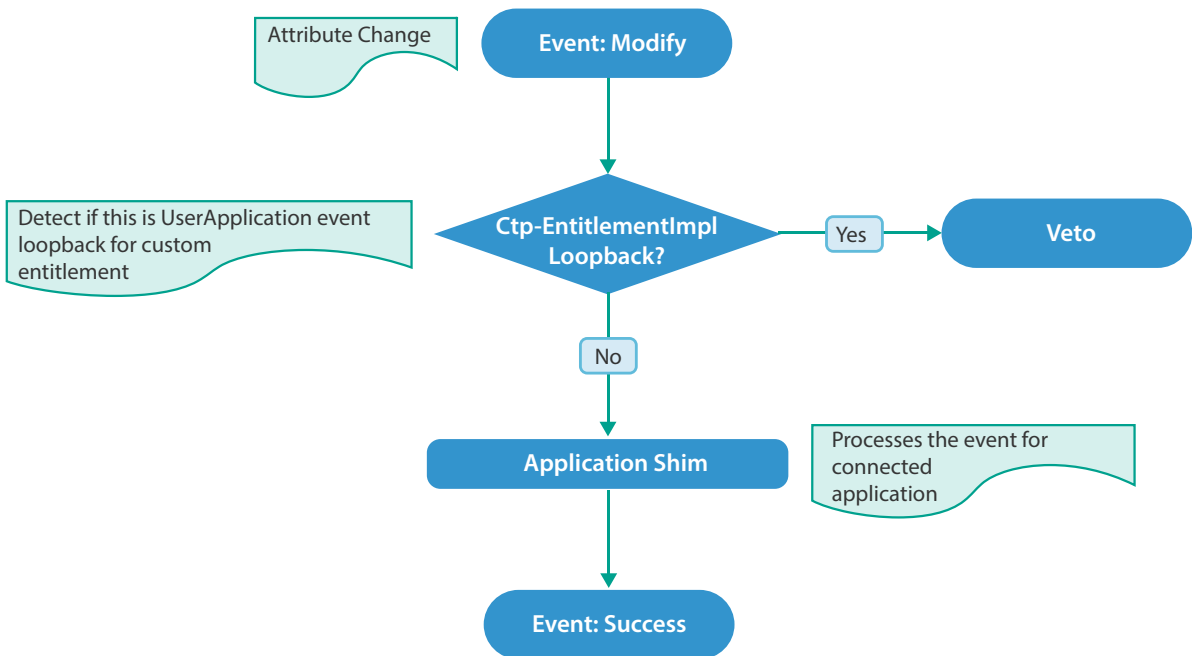 Attribute Change
Event: Modify
Detect if this is UserApplication event
loopback for custom
entitlement
Ctp-EntitlementImpl
Loopback?
Yes
Veto
No
Application Shim
Processes the event for
connected
application
Event: Success